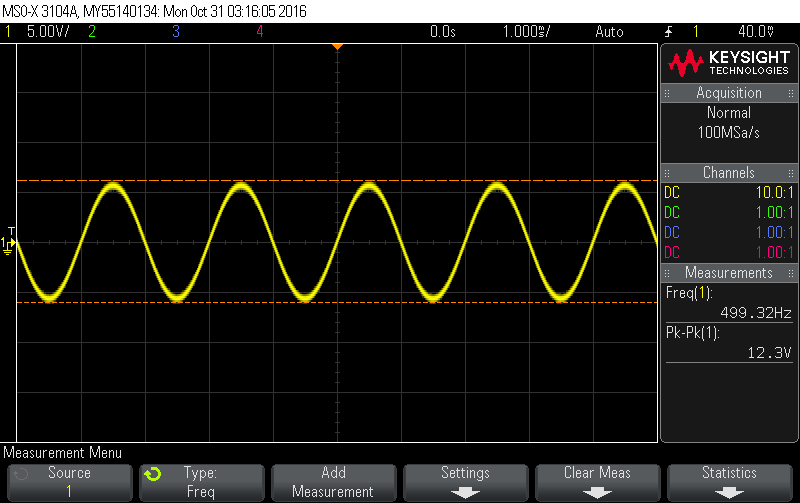 MSO-X 3104A, MY55140134: Mon Oct 31 03:16:05 2016
1 5.00V/ 2 3 4 0.0s 1.000s/ Auto 1 40.0V
KEYSIGHT
TECHNOLOGIES
Acquisition
Normal
100MSa/s
Channels
DC 10.0:1
DC 1.00:1
DC 1.00:1
DC 1.00:1
Measurements
Freq(1):
499.32Hz
Pk-Pk(1):
12.3V
T
1
Measurement Menu
Source
1
Type:
Freq
Add
Measurement
Settings
Clear Meas
Statistics